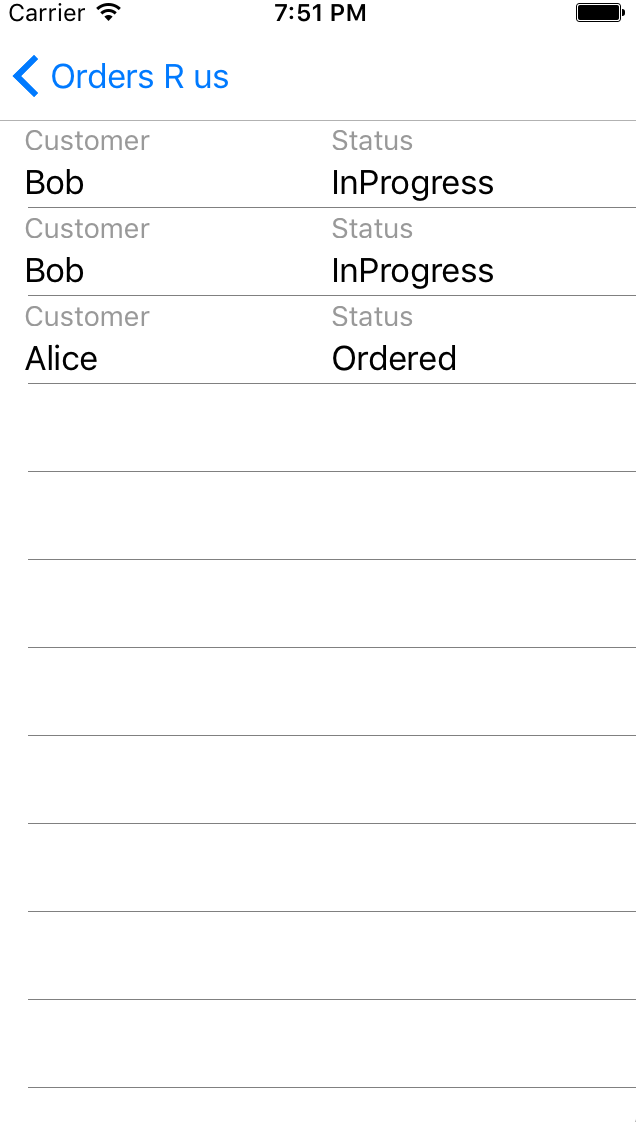 Carrier 7:51 PM
Orders R us
Customer Status
Bob InProgress
Customer Status
Bob InProgress
Customer Status
Alice Ordered